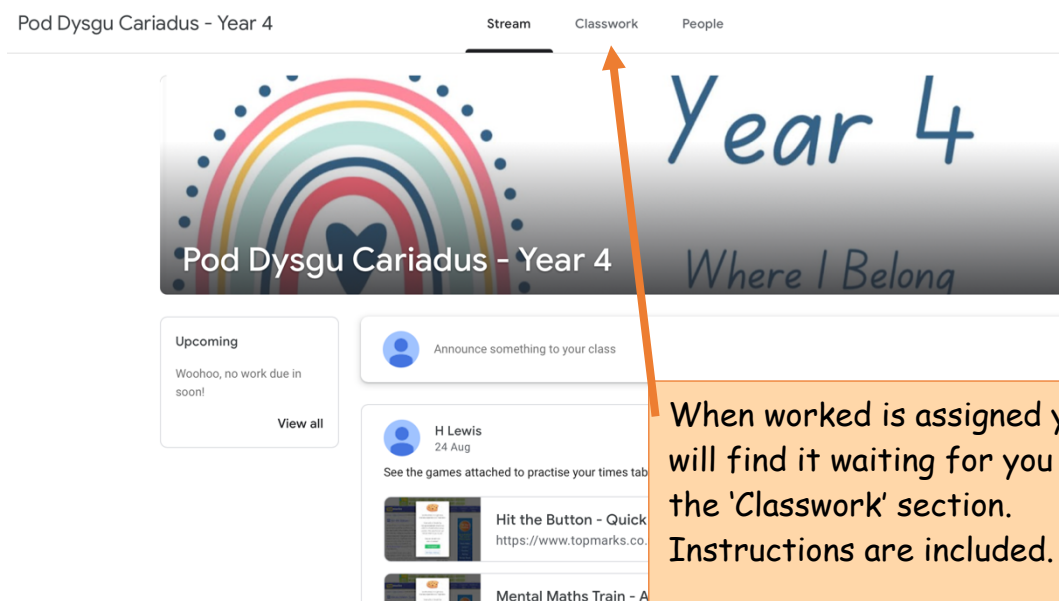 Pod Dysgu Cariadus - Year 4
Stream Classwork People
Year 4
Pod Dysgu Cariadus - Year 4
Where I Belong
Upcoming
Woohoo, no work due in
soon!
View all
Announce something to your class
H Lewis
24 Aug
See the games attached to practise your times
Hit the Button - Quick
https://www.topmarks.co.
Mental Maths Train - A
When worked is assigned
will find it waiting for you
the ‘Classwork’ section.
Instructions are included.